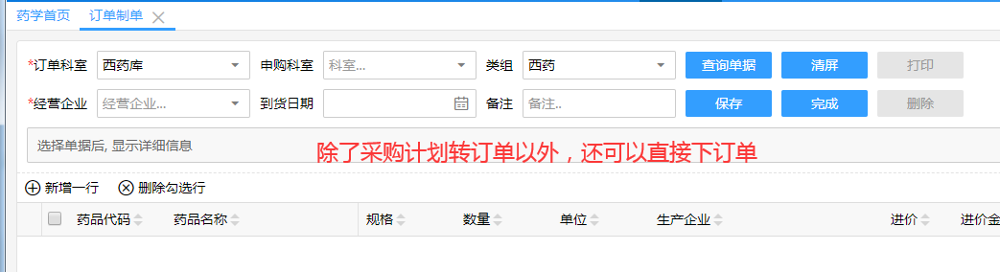 药学首页 订单制单
*订单科室 西药库 申购科室 科室... 类组 西药 查询单据 清屏 打印
*经营企业 经营企业... 到货日期 备注 备注.. 保存 完成 删除
选择单据后, 显示详细信息
除了采购计划转订单以外，还可以直接下订单
新增一行 删除勾选行
药品代码 药品名称 规格 数量 单位 生产企业 进价 进价金